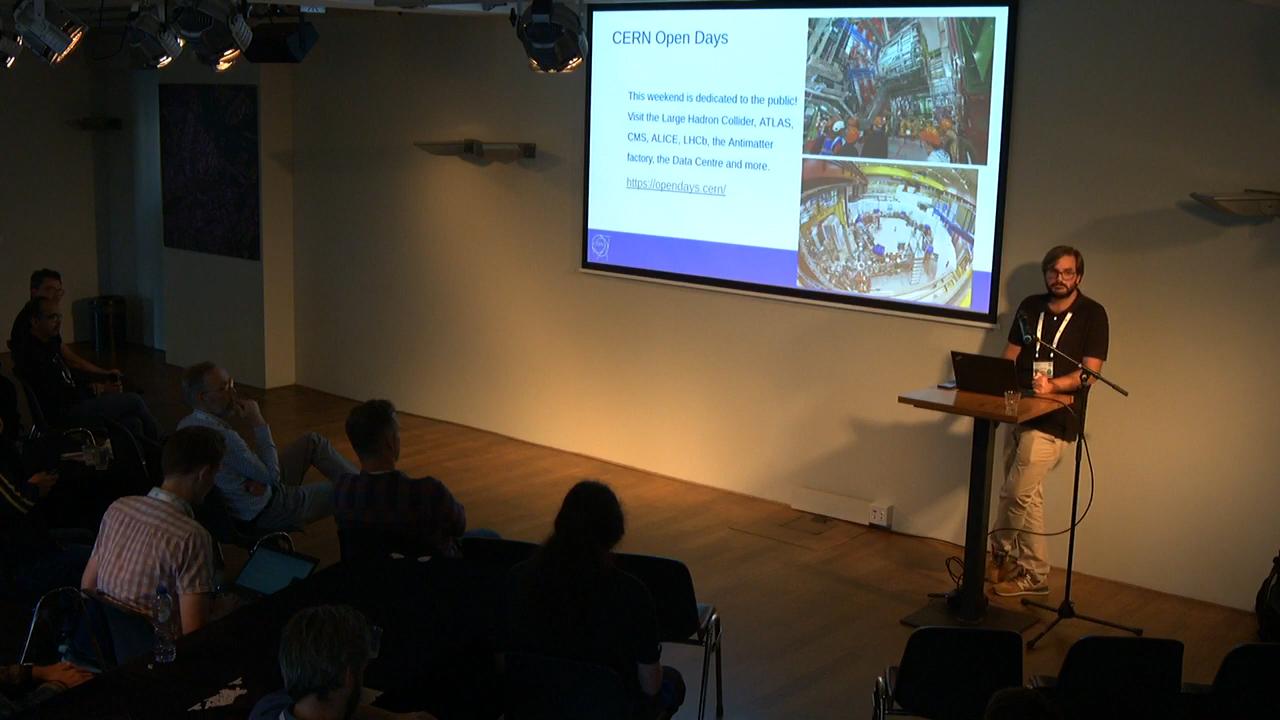 CERN Open Days
This weekend is dedicated to the public!
Visit the Large Hadron Collider, ATLAS,
CMS, ALICE, LHCb, the Antimatter
factory, the Data Centre and more.
https://opendays.cern/